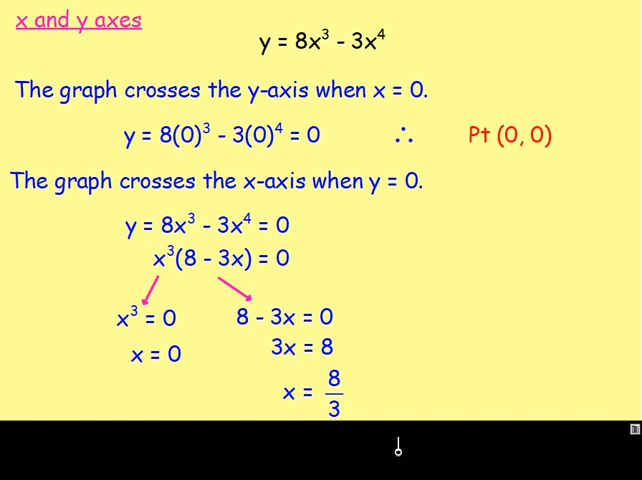 x and y axes
y = 8x³ - 3x⁴
The graph crosses the y-axis when x = 0.
y = 8(0)³ - 3(0)⁴ = 0 ∴ Pt (0, 0)
The graph crosses the x-axis when y = 0.
y = 8x³ - 3x⁴ = 0
x³(8 - 3x) = 0
x³ = 0 8 - 3x = 0
3x = 8
x = 0
x = 8/3